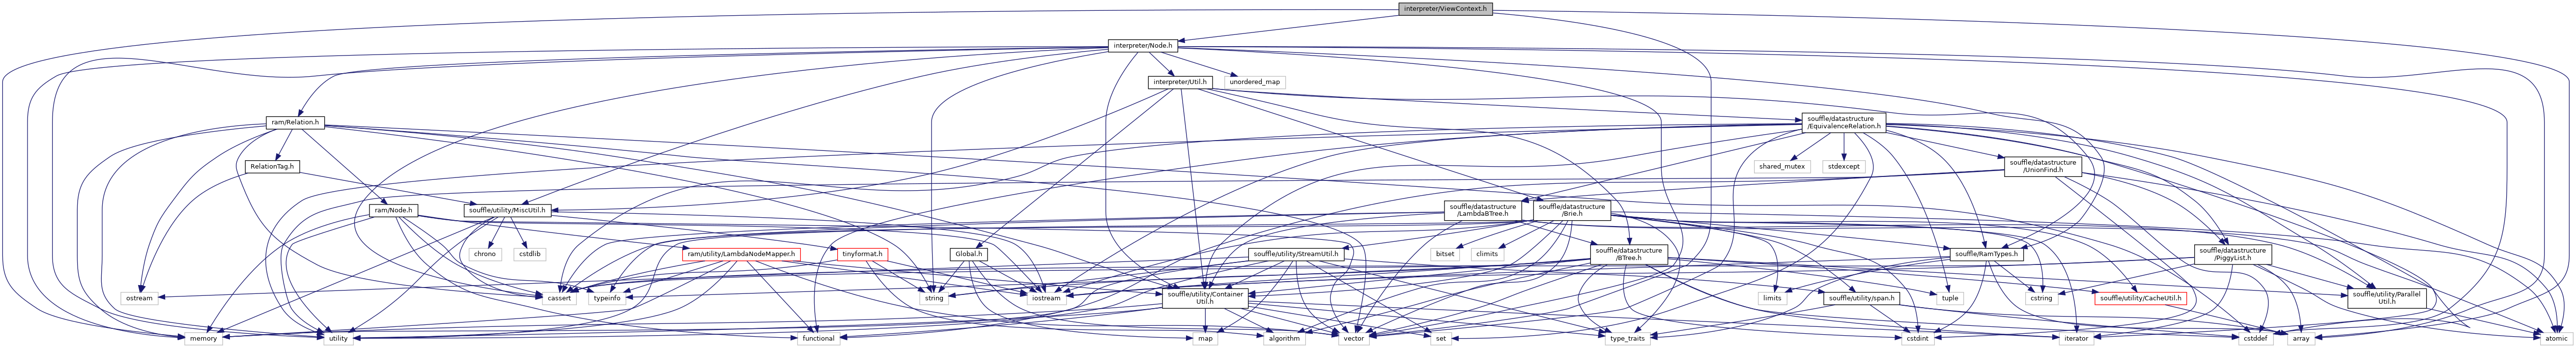 interpreter/ViewContext.h
interpreter/Node.h
interpreter/Util.h
unordered_map
ram/Relation.h
souffle/datastructure
/EquivalenceRelation.h
RelationTag.h
shared_mutex
stdexcept
souffle/datastructure
/UnionFind.h
ram/Node.h
souffle/utility/MiscUtil.h
souffle/datastructure
/LambdaBTree.h
souffle/datastructure
/Brie.h
chrono
cstdlib
ram/utility/LambdaNodeMapper.h
tinyformat.h
Global.h
souffle/utility/StreamUtil.h
bitset
climits
souffle/datastructure
/BTree.h
souffle/RamTypes.h
souffle/datastructure
/PiggyList.h
ostream
cassert
typeinfo
string
iostream
souffle/utility/Container
Util.h
limits
souffle/utility/span.h
tuple
cstring
souffle/utility/CacheUtil.h
souffle/utility/Parallel
Util.h
memory
utility
functional
map
algorithm
vector
set
type_traits
cstdint
iterator
cstddef
array
atomic